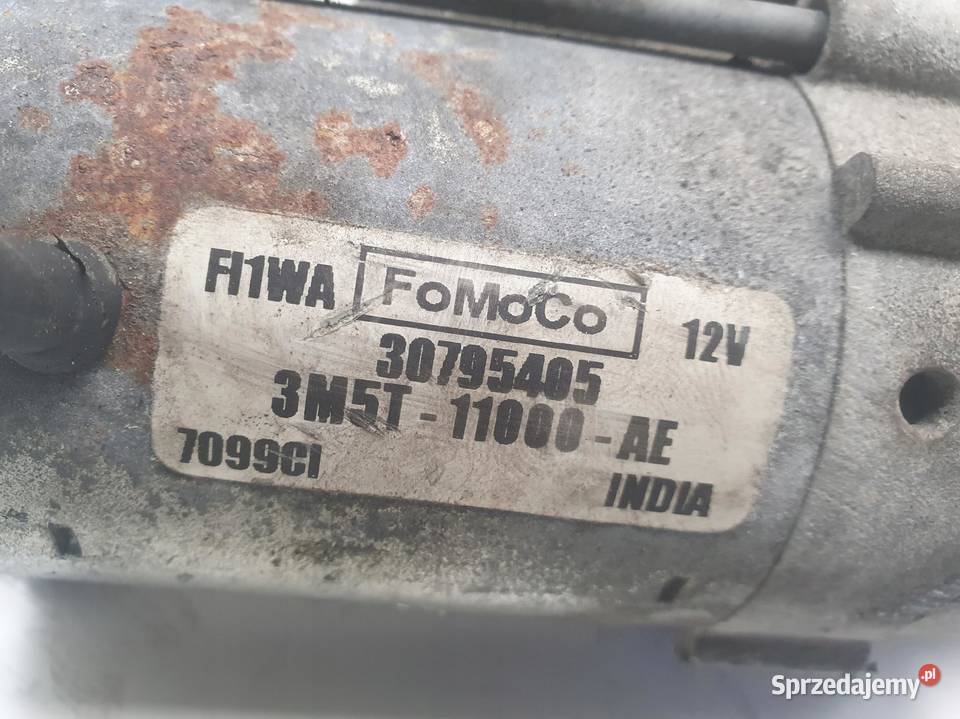 FI1WA FoMoCo 12V
30795405
3M5T-11000-AE
7099CI
INDIA
Sprzedajemy.pl